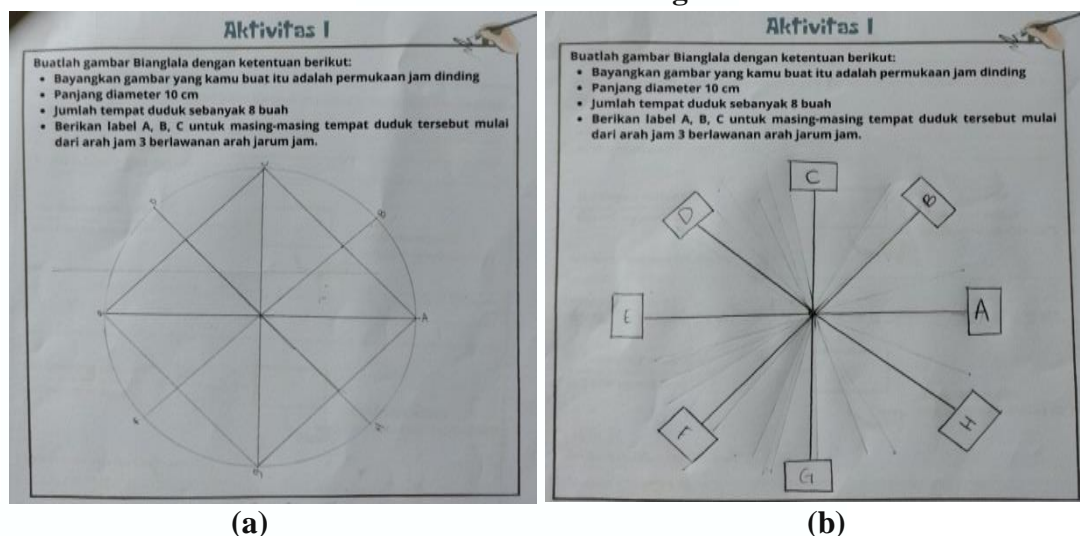 Aktivitas 1
Buatlah gambar Bianglala dengan ketentuan berikut:
• Bayangkan gambar yang kamu buat itu adalah permukaan jam dinding
• Panjang diameter 10 cm
• Jumlah tempat duduk sebanyak 8 buah
• Berikan label A, B, C untuk masing-masing tempat duduk tersebut mulai
dari arah jam 3 berlawanan arah jarum jam.
C
D
B
A
H
(a)
Aktivitas 1
Buatlah gambar Bianglala dengan ketentuan berikut:
• Bayangkan gambar yang kamu buat itu adalah permukaan jam dinding
• Panjang diameter 10 cm
• Jumlah tempat duduk sebanyak 8 buah
• Berikan label A, B, C untuk masing-masing tempat duduk tersebut mulai
dari arah jam 3 berlawanan arah jarum jam.
C
D
B
E
A
F
H
G
(b)